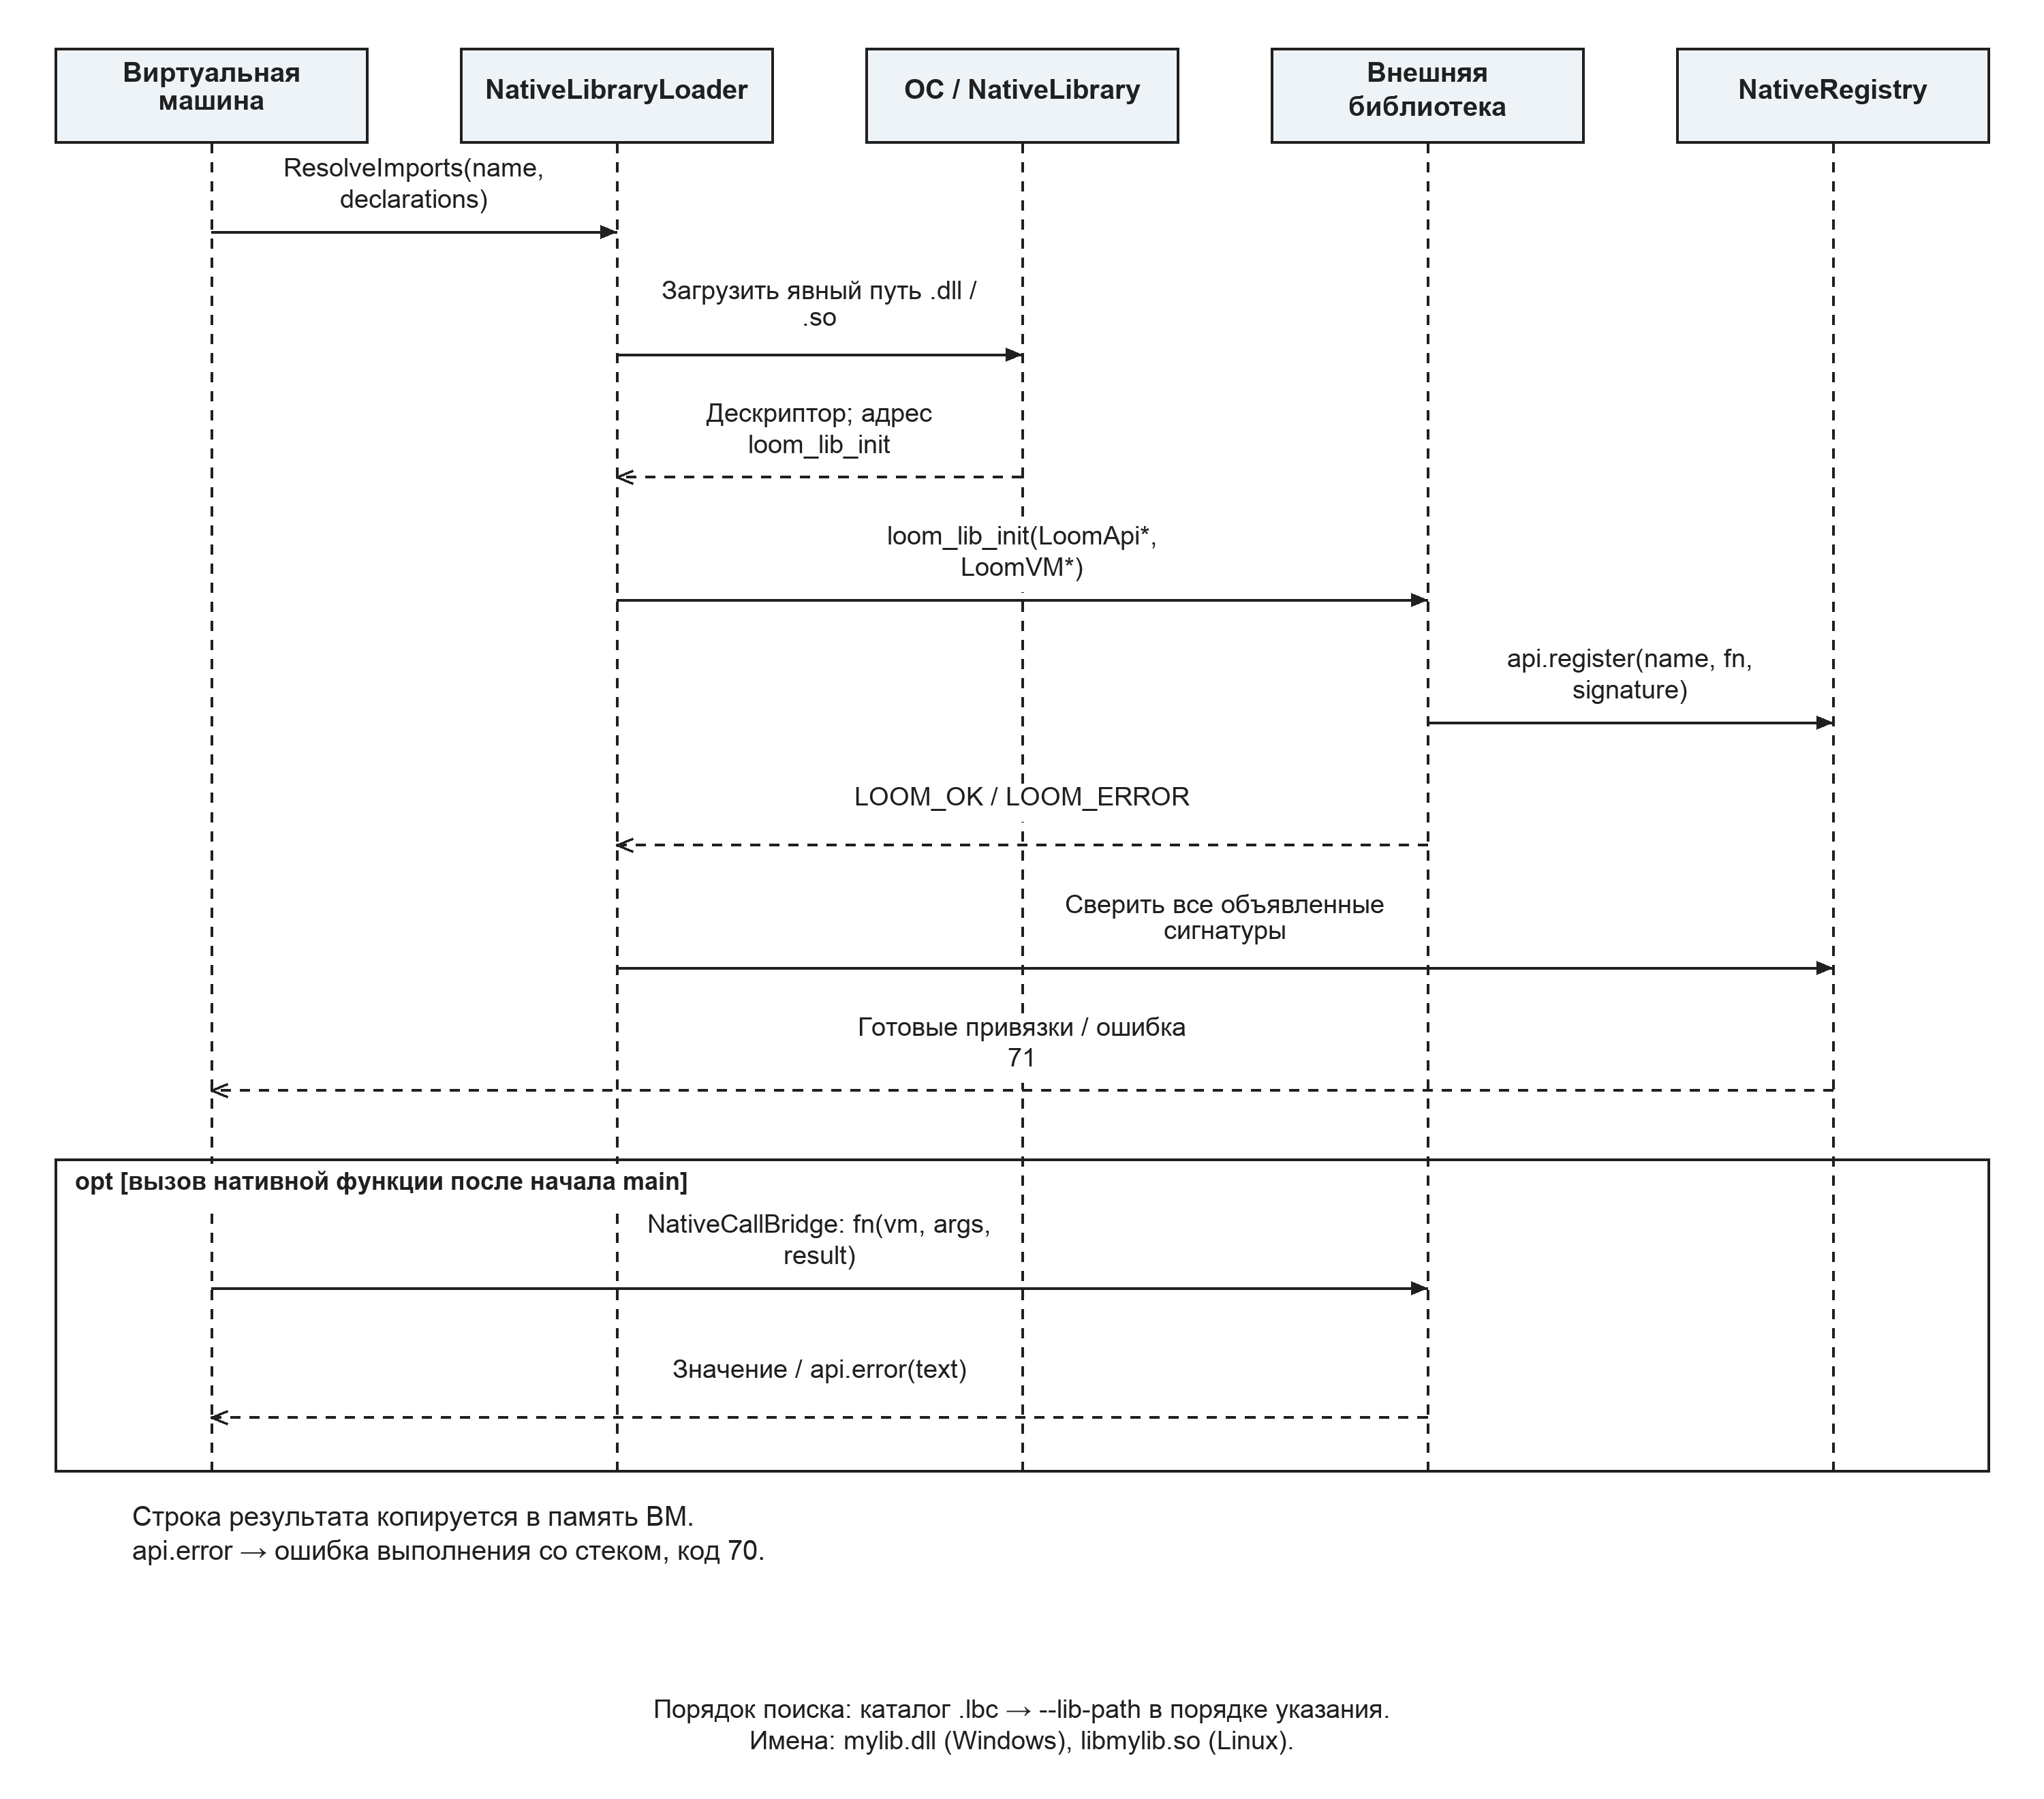 Виртуальная
машина
NativeLibraryLoader
ОС / NativeLibrary
Внешняя
библиотека
NativeRegistry
ResolveImports(name,
declarations)
Загрузить явный путь .dll /
.so
Дескриптор; адрес
loom_lib_init
loom_lib_init(LoomApi*,
LoomVM*)
api.register(name, fn,
signature)
LOOM_OK / LOOM_ERROR
Сверить все объявленные
сигнатуры
Готовые привязки / ошибка
71
opt [вызов нативной функции после начала main]
NativeCallBridge: fn(vm, args,
result)
Значение / api.error(text)
Строка результата копируется в память ВМ.
api.error → ошибка выполнения со стеком, код 70.
Порядок поиска: каталог .lbc → --lib-path в порядке указания.
Имена: mylib.dll (Windows), libmylib.so (Linux).